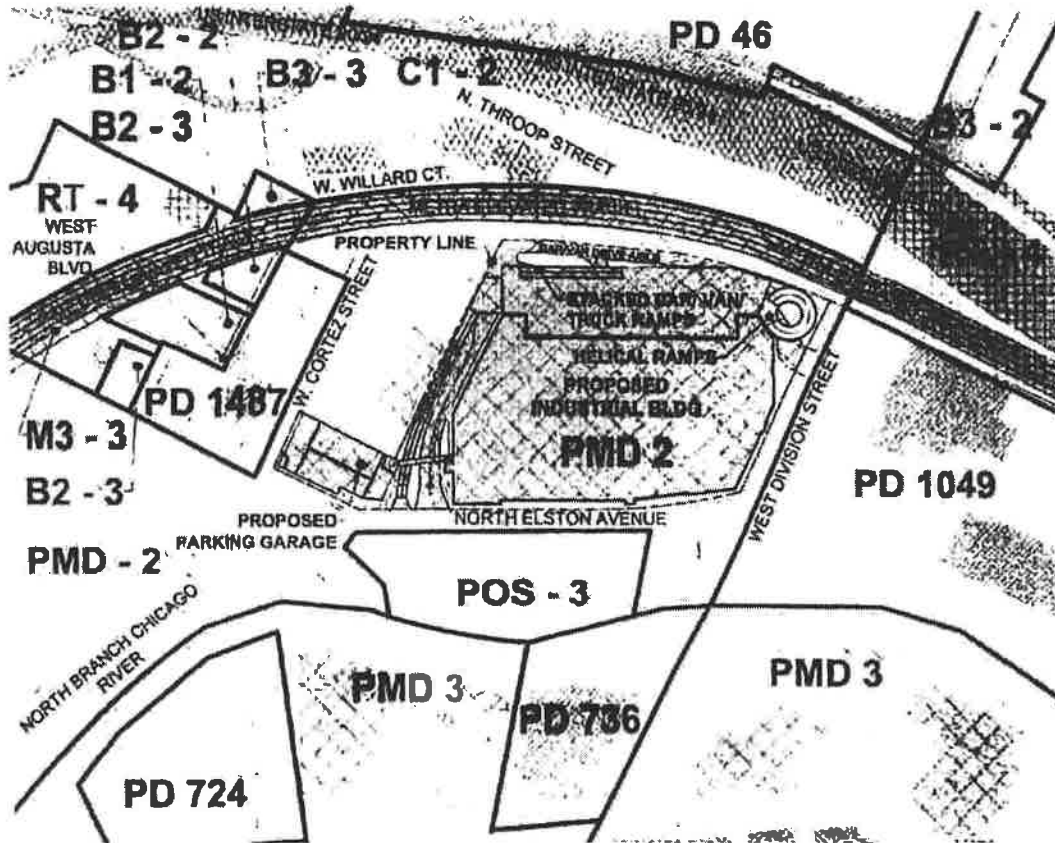 B2 - 2
B1 - 2
B2 - 3
B3 - 3
C1 - 2
PD 46
B3 - 2
N. THROOP STREET
W. WILLARD CT.
RT - 4
WEST
AUGUSTA
BLVD
PROPERTY LINE
W. CORTEZ STREET
STACKED CAR/VAN/
TRUCK RAMPS
HELICAL RAMPS
PROPOSED
INDUSTRIAL BLDG
PMD 2
WEST DIVISION STREET
PD 1487
M3 - 3
B2 - 3
PD 1049
NORTH ELSTON AVENUE
PROPOSED
PARKING GARAGE
PMD - 2
POS - 3
NORTH BRANCH CHICAGO
RIVER
PMD 3
PD 736
PMD 3
PD 724